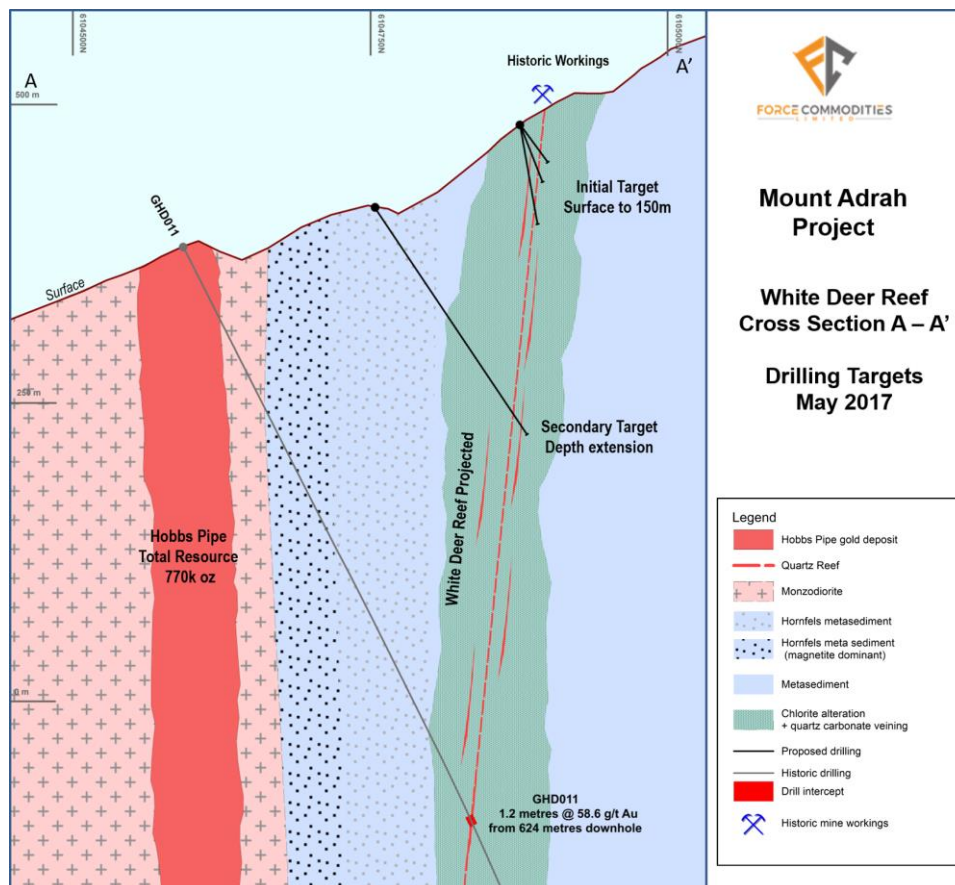 6104500N
6104750N
610500N
A
A’
500 m
Historic Workings
Initial Target
Surface to 150m
GHD011
Surface
250 m
Secondary Target
Depth extension
White Deer Reef Projected
Hobbs Pipe
Total Resource
770k oz
0 m
GHD011
1.2 metres @ 58.6 g/t Au
from 624 metres downhole
FORCE COMMODITIES
LIMITED
Mount Adrah
Project
White Deer Reef
Cross Section A – A’
Drilling Targets
May 2017
Legend
Hobbs Pipe gold deposit
Quartz Reef
Monzodiorite
Hornfels metasediment
Hornfels meta sediment
(magnetite dominant)
Metasediment
Chlorite alteration
+ quartz carbonate veining
Proposed drilling
Historic drilling
Drill intercept
Historic mine workings